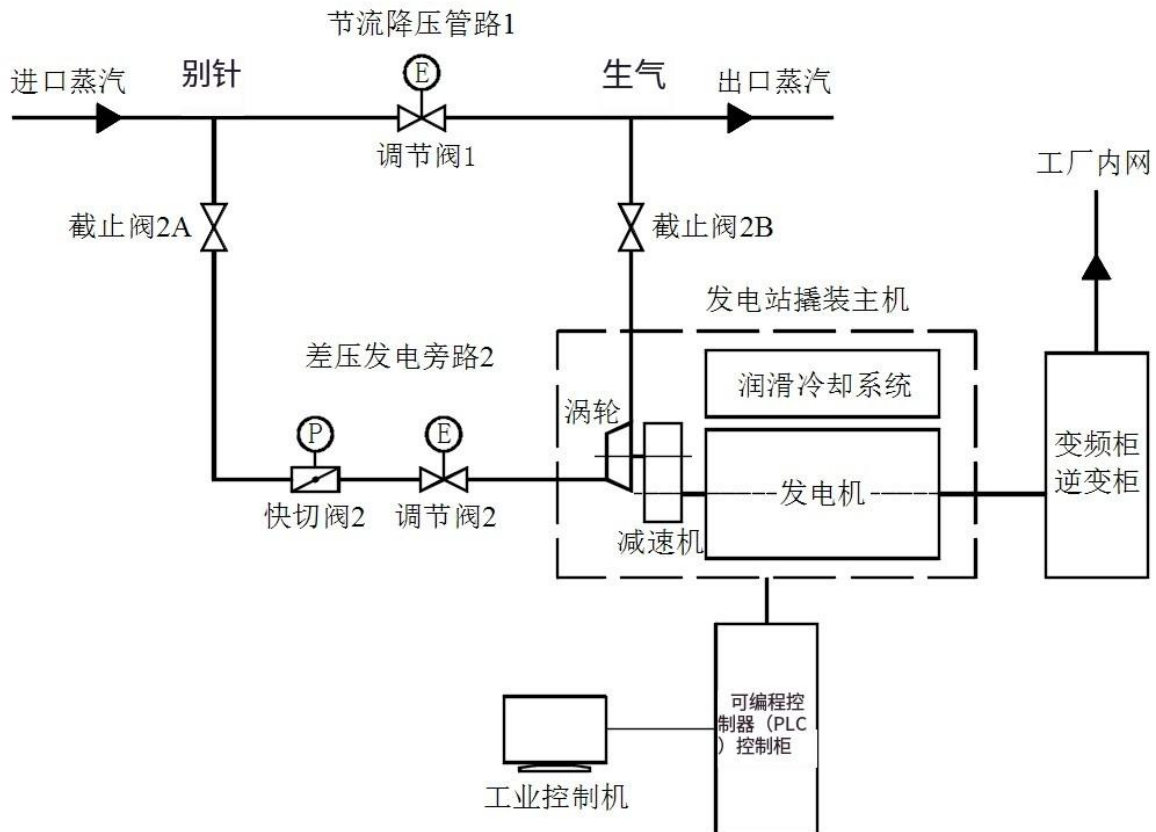 节流降压管路1
进口蒸汽
别针
E
生气
出口蒸汽
调节阀1
工厂内网
截止阀2A
截止阀2B
发电站撬装主机
差压发电旁路2
润滑冷却系统
涡轮
P
E
发电机
变频柜
逆变柜
快切阀2
调节阀2
减速机
可编程控
制器（PLC
）控制柜
工业控制机